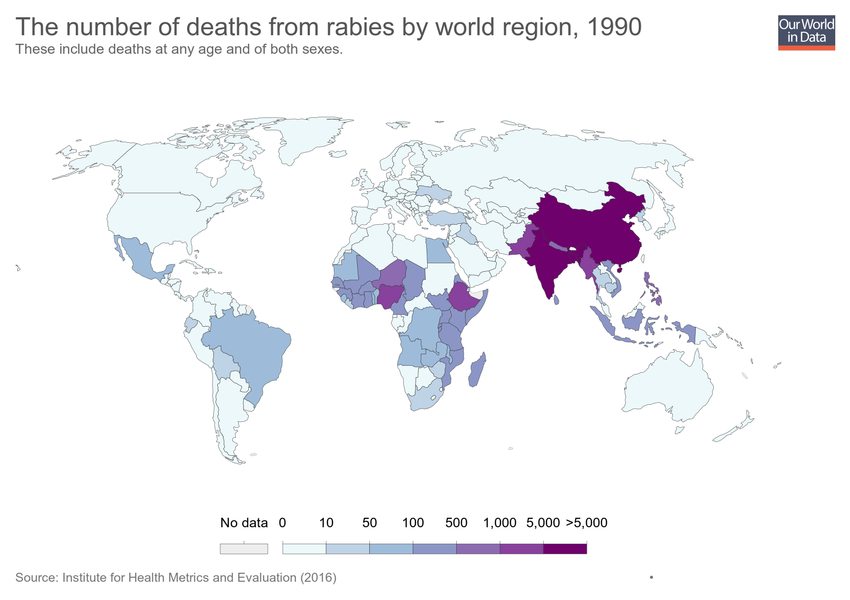 The number of deaths from rabies by world region, 1990
These include deaths at any age and of both sexes.
Our World
in Data
No data 0 10 50 100 500 1,000 5,000 >5,000
Source: Institute for Health Metrics and Evaluation (2016)